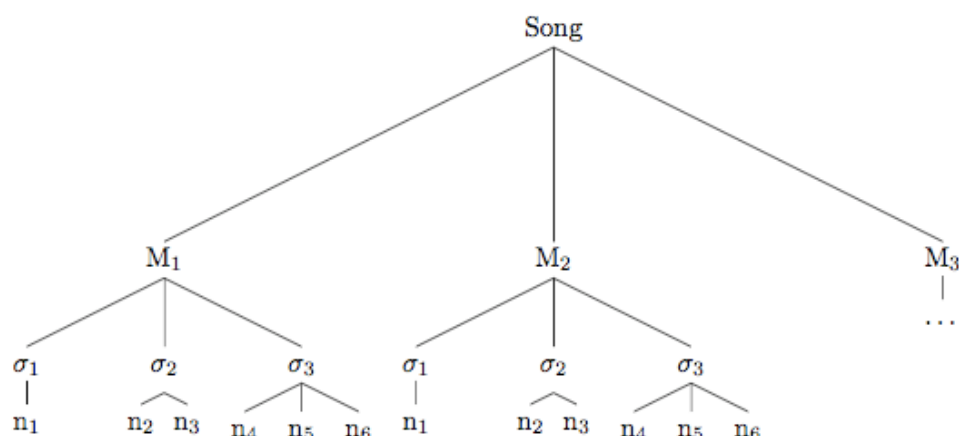 Song
M₁ M₂ M₃
...
σ₁ σ₂ σ₃ σ₁ σ₂ σ₃
n₁ n₂ n₃ n₄ n₅ n₆ n₁ n₂ n₃ n₄ n₅ n₆